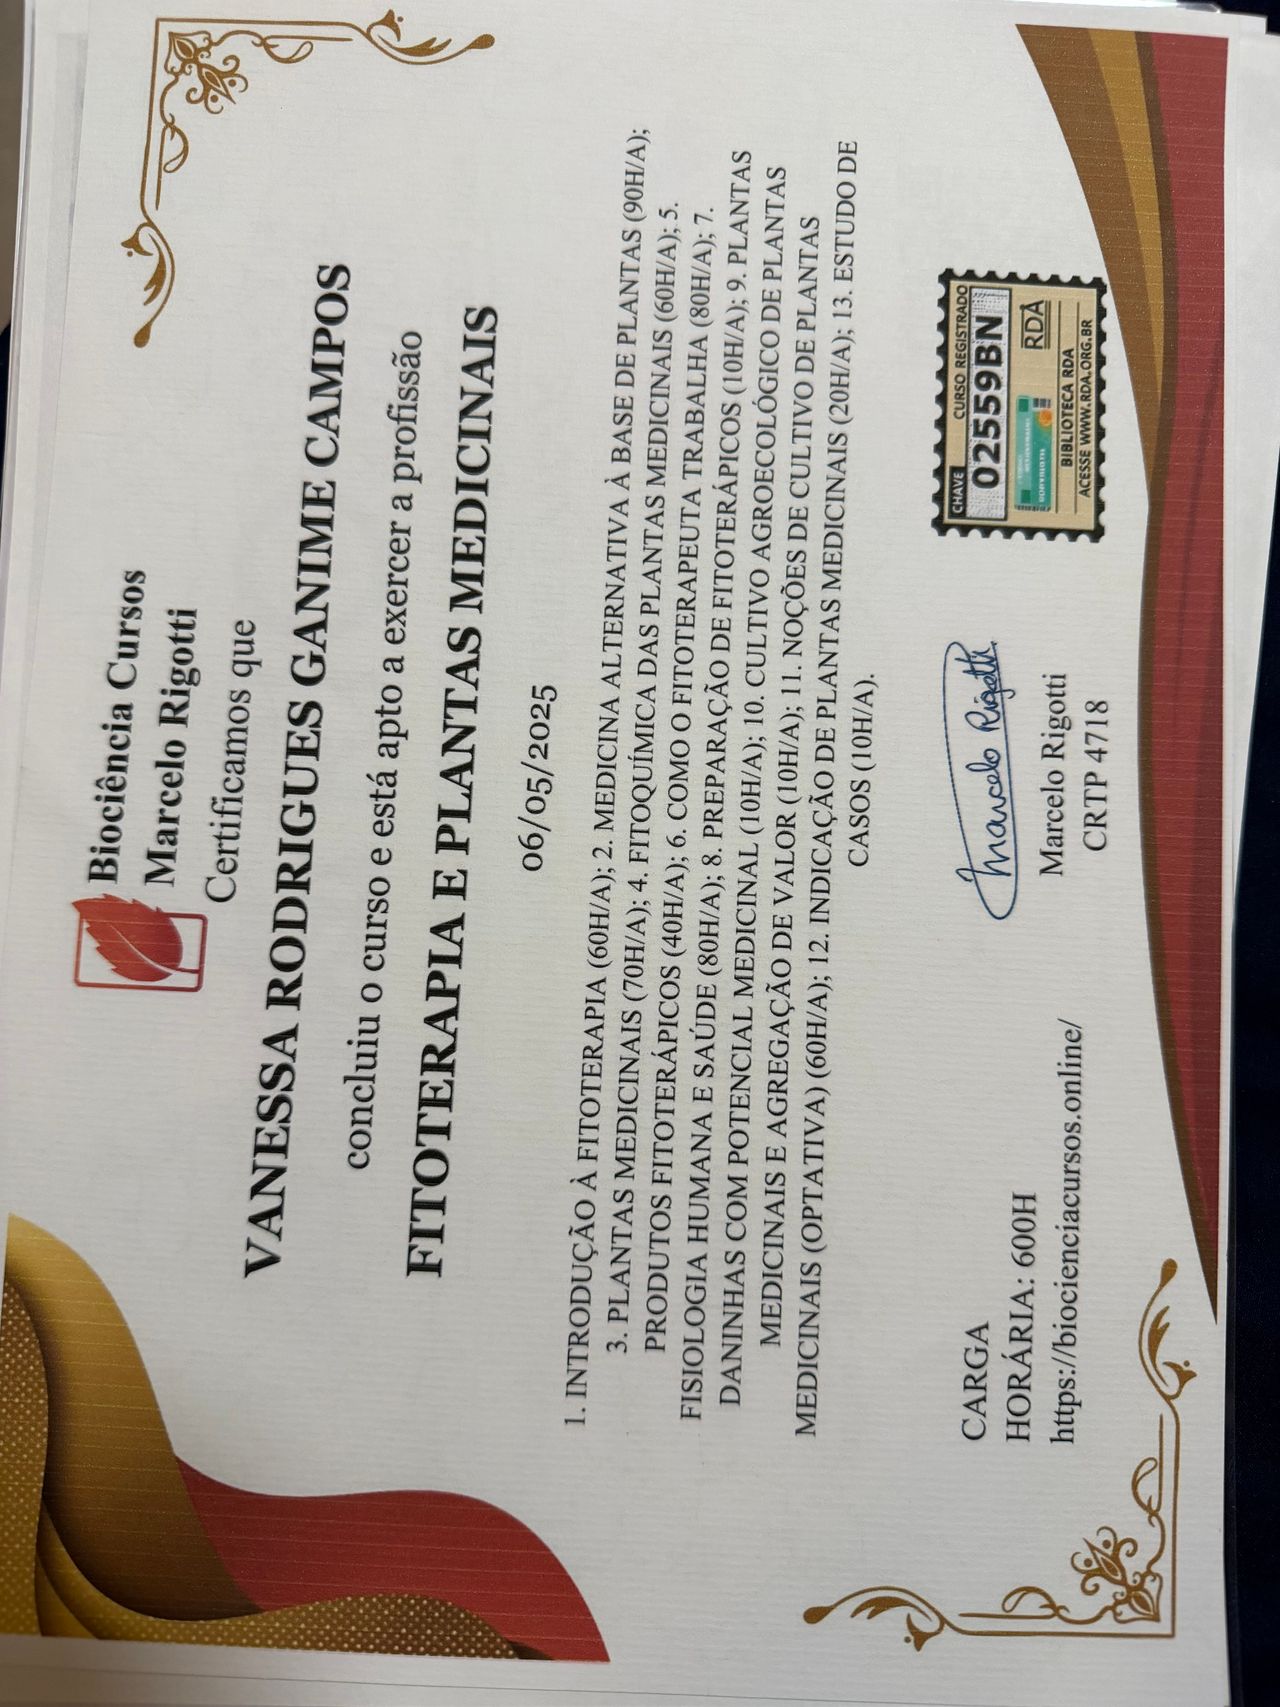 Biociência Cursos
Marcelo Rigotti
Certificamos que
VANESSA RODRIGUES GANIME CAMPOS
concluiu o curso e está apto a exercer a profissão
FITOTERAPIA E PLANTAS MEDICINAIS
06/05/2025
1. INTRODUÇÃO À FITOTERAPIA (60H/A); 2. MEDICINA ALTERNATIVA À BASE DE PLANTAS (90H/A);
3. PLANTAS MEDICINAIS (70H/A); 4. FITOQUÍMICA DAS PLANTAS MEDICINAIS (60H/A); 5.
PRODUTOS FITOTERÁPICOS (40H/A); 6. COMO O FITOTERAPEUTA TRABALHA (80H/A); 7.
FISIOLOGIA HUMANA E SAÚDE (80H/A); 8. PREPARAÇÃO DE FITOTERÁPICOS (10H/A); 9. PLANTAS
DANINHAS COM POTENCIAL MEDICINAL (10H/A); 10. CULTIVO AGROECOLÓGICO DE PLANTAS
MEDICINAIS E AGREGAÇÃO DE VALOR (10H/A); 11. NOÇÕES DE CULTIVO DE PLANTAS
MEDICINAIS (OPTATIVA) (60H/A); 12. INDICAÇÃO DE PLANTAS MEDICINAIS (20H/A); 13. ESTUDO DE
CASOS (10H/A).
CARGA
HORÁRIA: 600H
https://biocienciacursos.online/
Marcelo Rigotti
Marcelo Rigotti
CRTP 4718
CHAVE CURSO REGISTRADO
02559BN
RDA
BIBLIOTECA RDA
ACESSE WWW.RDA.ORG.BR